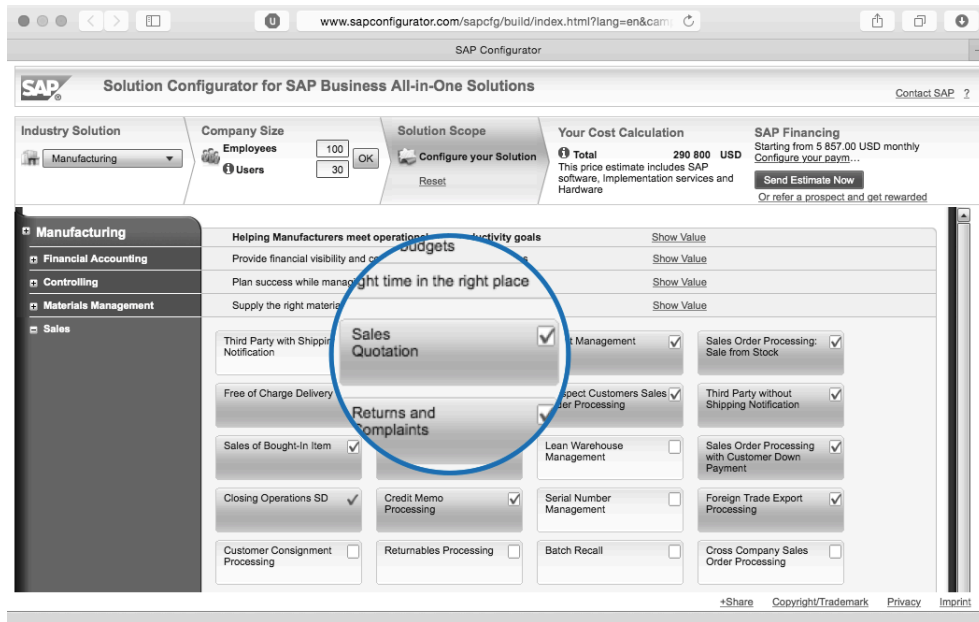 www.sapconfigurator.com/sapcfg/build/index.html?lang=en&cam
SAP Configurator
SAP
Solution Configurator for SAP Business All-in-One Solutions
Contact SAP ?
Industry Solution
Manufacturing
Company Size
Employees 100
Users 30
OK
Solution Scope
Configure your Solution
Reset
Your Cost Calculation
Total 290 800 USD
This price estimate includes SAP
software, Implementation services and
Hardware
SAP Financing
Starting from 5 857.00 USD monthly
Configure your paym...
Send Estimate Now
Or refer a prospect and get rewarded
Manufacturing
Helping Manufacturers meet goals
Show Value
Financial Accounting
Provide financial visibility and
Show Value
Controlling
Plan success while
Show Value
Materials Management
Supply the right
Show Value
Sales
budgets
time in the right place
Sales
Quotation
Returns and
Complaints
Third Party with
Notification
Management
Sales Order Processing:
Sale from Stock
Free of Charge Delivery
Customers Sales
Processing
Third Party without
Shipping Notification
Sales of Bought-In Item
Lean Warehouse
Management
Sales Order Processing
with Customer Down
Payment
Closing Operations SD
Credit Memo
Processing
Serial Number
Management
Foreign Trade Export
Processing
Customer Consignment
Processing
Returnables Processing
Batch Recall
Cross Company Sales
Order Processing
+Share Copyright/Trademark Privacy Imprint